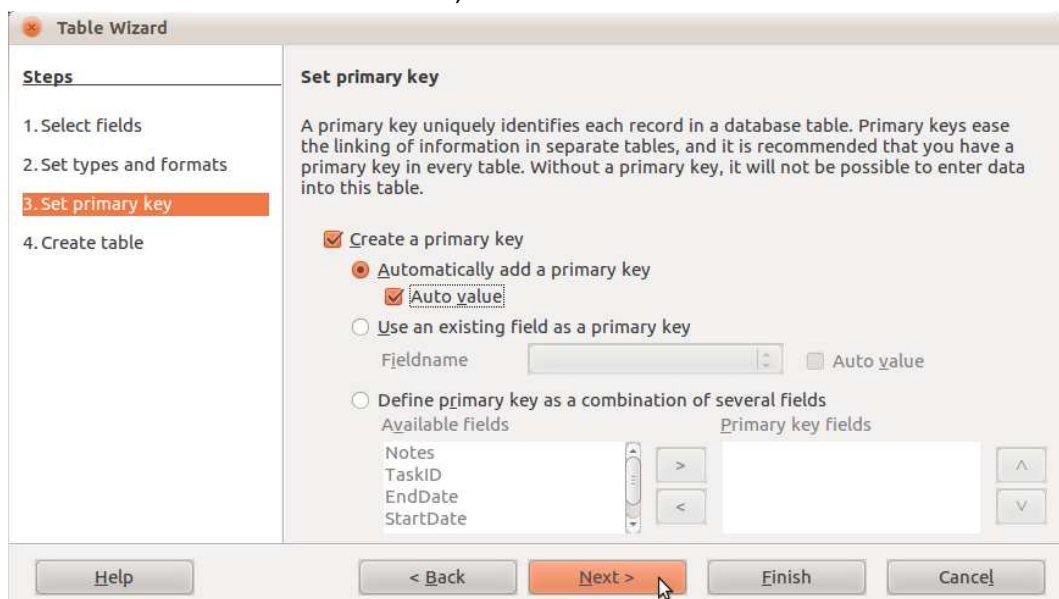 Table Wizard
Steps
1. Select fields
2. Set types and formats
3. Set primary key
4. Create table
Set primary key
A primary key uniquely identifies each record in a database table. Primary keys ease
the linking of information in separate tables, and it is recommended that you have a
primary key in every table. Without a primary key, it will not be possible to enter data
into this table.
Create a primary key
Automatically add a primary key
Auto value
Use an existing field as a primary key
Fieldname Auto value
Define primary key as a combination of several fields
Available fields Primary key fields
Notes
TaskID
EndDate
StartDate
>
<
Help < Back Next > Finish Cancel